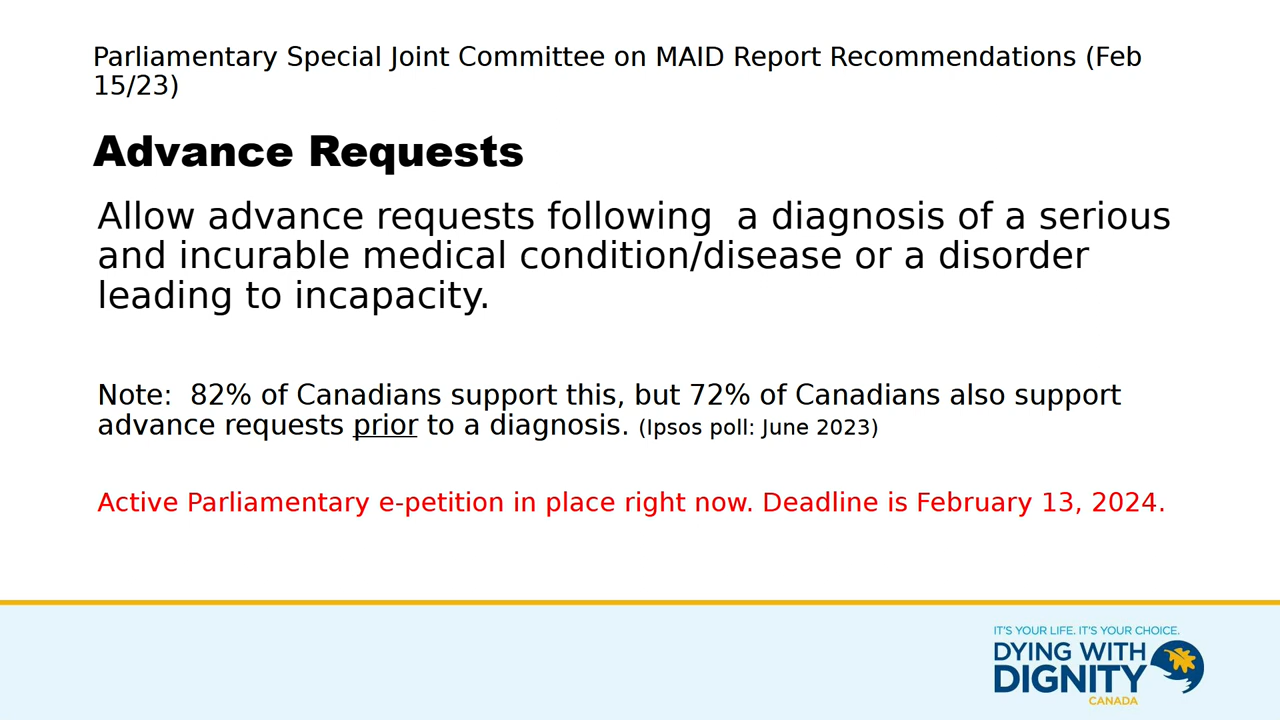 Parliamentary Special Joint Committee on MAID Report Recommendations (Feb
15/23)
Advance Requests
Allow advance requests following  a diagnosis of a serious
and incurable medical condition/disease or a disorder
leading to incapacity.
Note:  82% of Canadians support this, but 72% of Canadians also support
advance requests prior to a diagnosis. (Ipsos poll: June 2023)
Active Parliamentary e-petition in place right now. Deadline is February 13, 2024.
IT'S YOUR LIFE. IT'S YOUR CHOICE.
DYING WITH
DIGNITY
CANADA